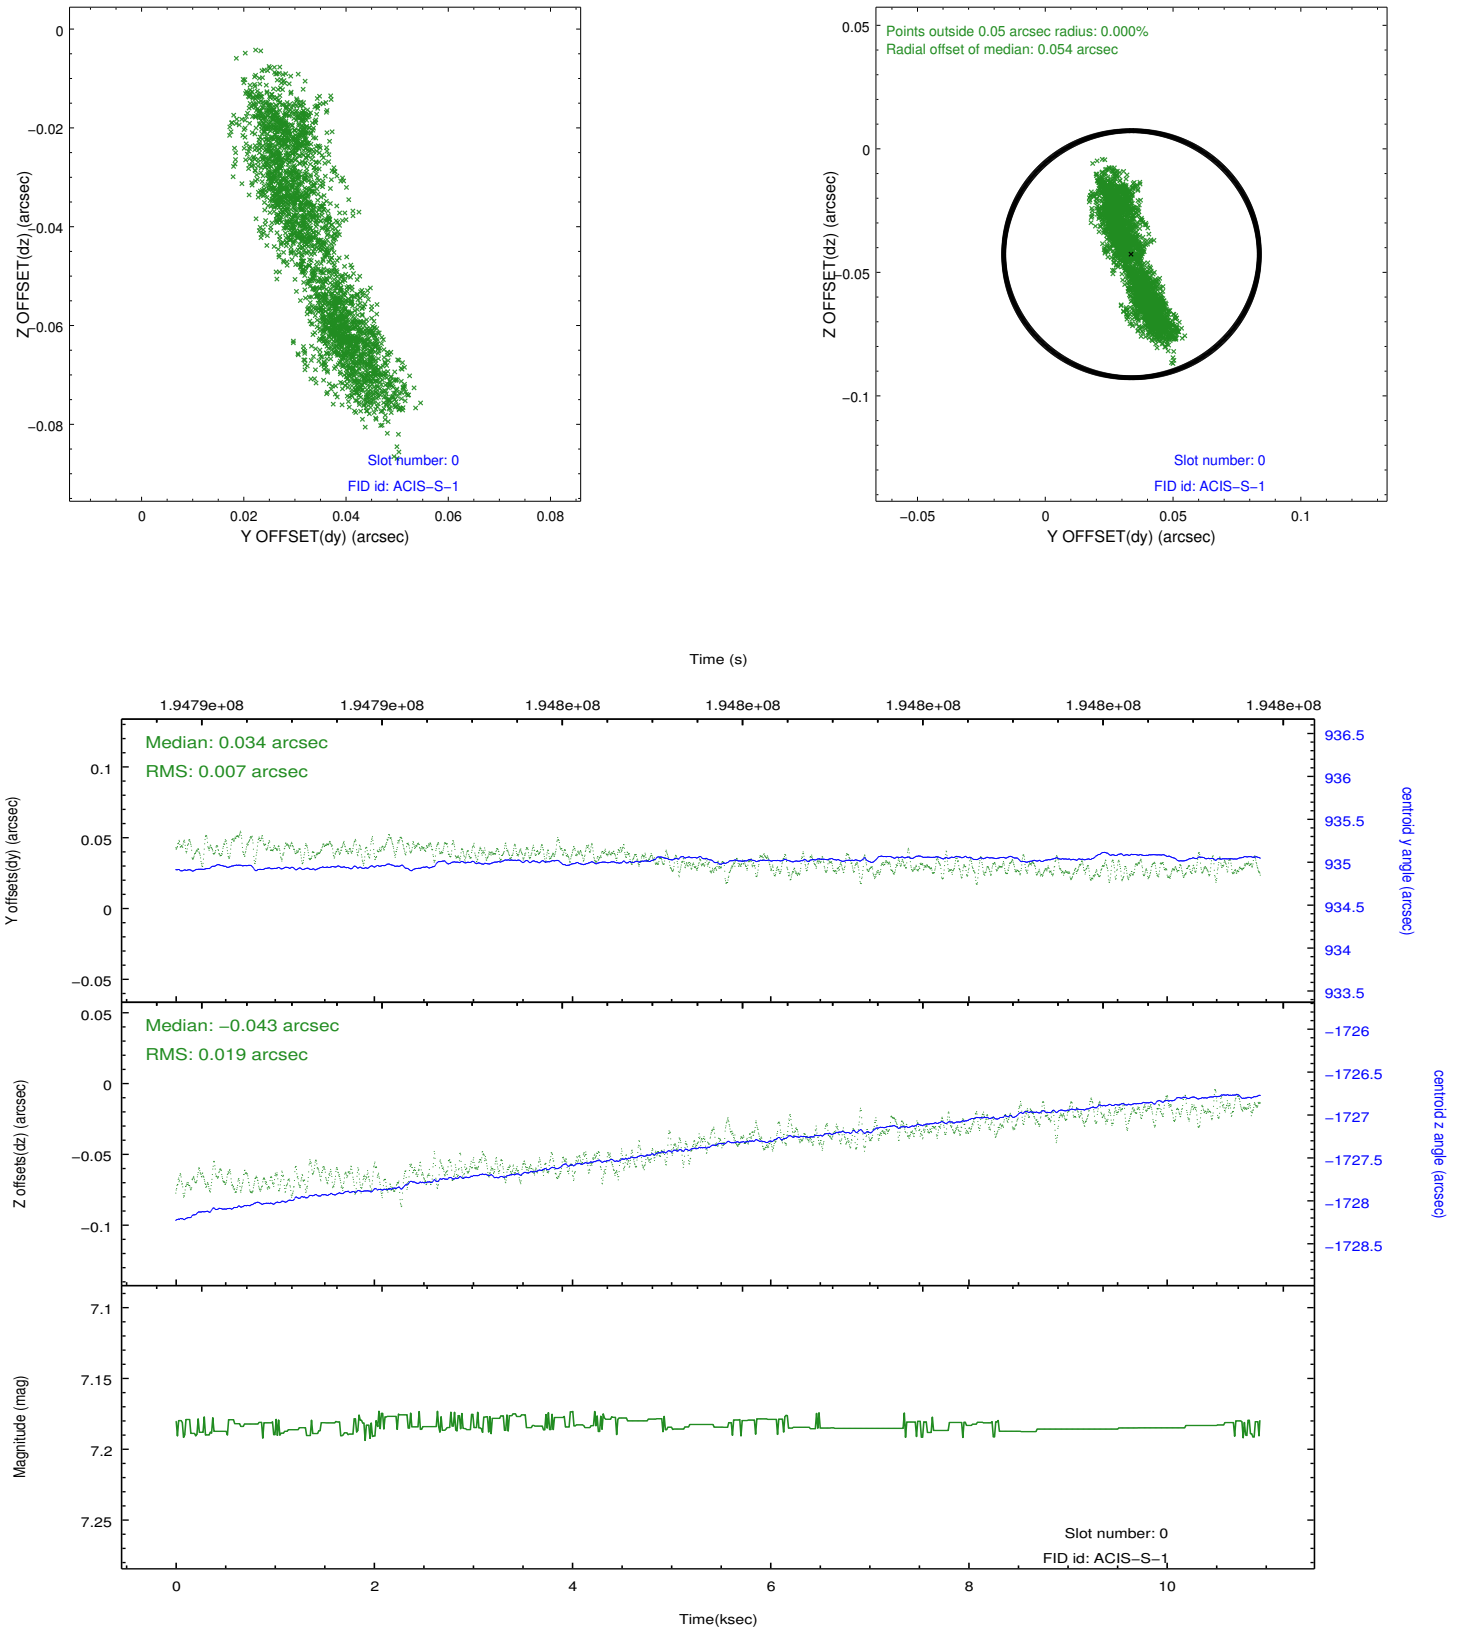 0
−0.02
−0.04
−0.06
−0.08
Z OFFSET(dz) (arcsec)
Slot number: 0
FID id: ACIS−S−1
0
0.02
0.04
0.06
0.08
Y OFFSET(dy) (arcsec)
Points outside 0.05 arcsec radius: 0.000%
Radial offset of median: 0.054 arcsec
0.05
0
−0.05
−0.1
Z OFFSET(dz) (arcsec)
Slot number: 0
FID id: ACIS−S−1
−0.05
0
0.05
0.1
Y OFFSET(dy) (arcsec)
Time (s)
1.9479e+08
1.9479e+08
1.948e+08
1.948e+08
1.948e+08
1.948e+08
1.948e+08
Median: 0.034 arcsec
RMS: 0.007 arcsec
0.1
0.05
0
−0.05
Y offsets(dy) (arcsec)
936.5
936
935.5
935
934.5
934
933.5
centroid y angle (arcsec)
Median: −0.043 arcsec
RMS: 0.019 arcsec
0.05
0
−0.05
−0.1
Z offsets(dz) (arcsec)
−1726
−1726.5
−1727
−1727.5
−1728
−1728.5
centroid z angle (arcsec)
7.1
7.15
7.2
7.25
Magnitude (mag)
Slot number: 0
FID id: ACIS−S−1
0
2
4
6
8
10
Time(ksec)